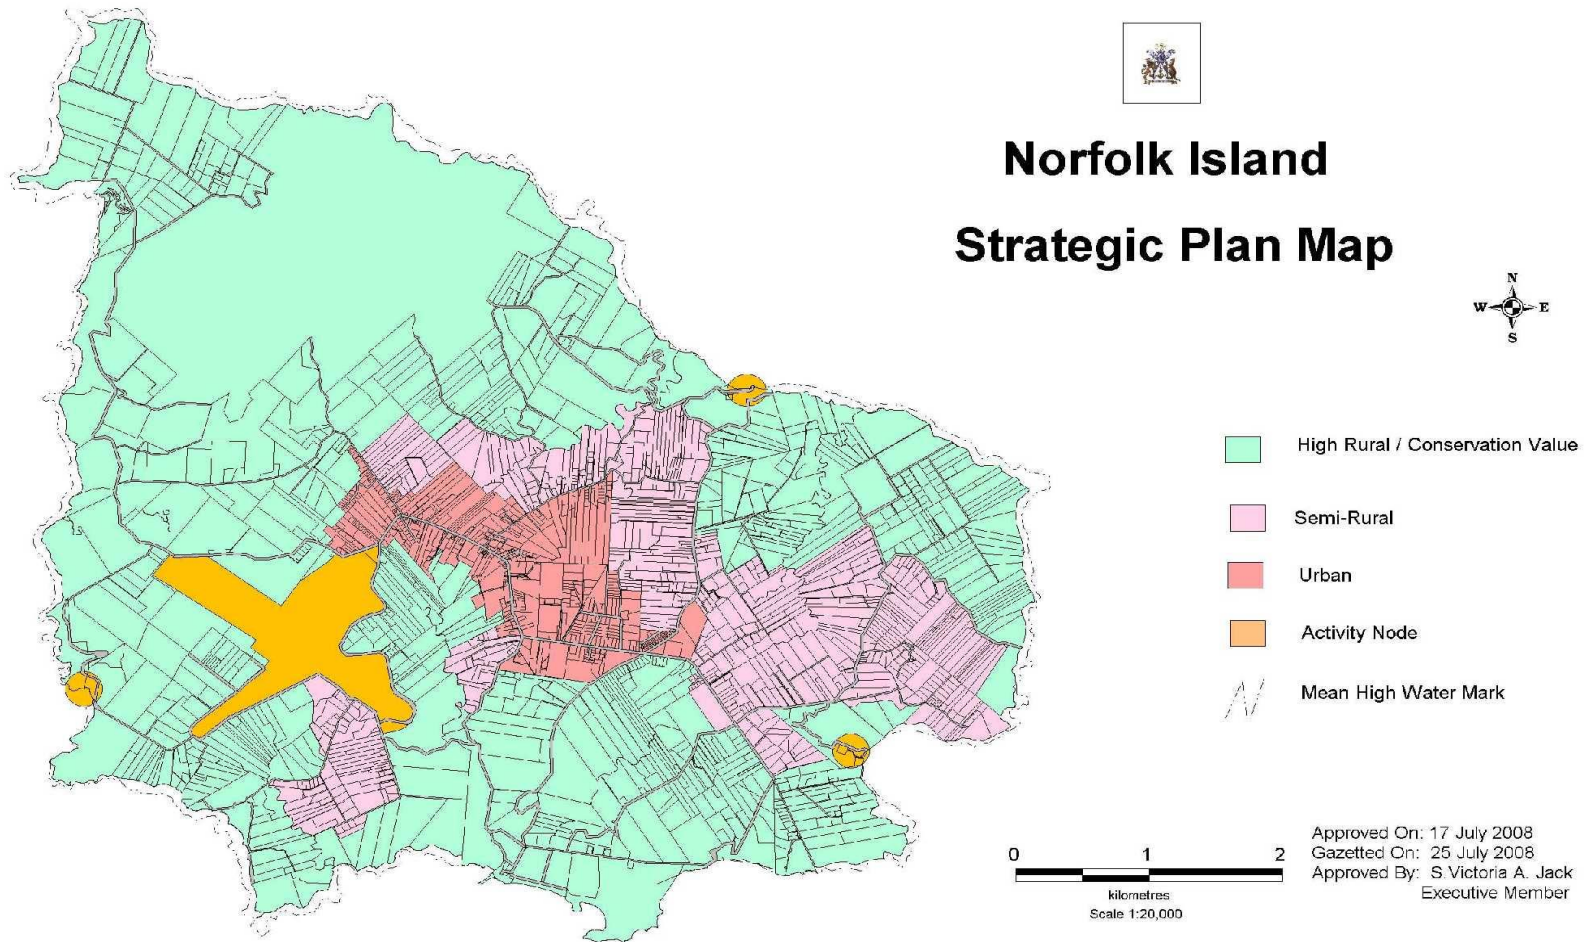 Norfolk Island
Strategic Plan Map
N
W E
S
High Rural / Conservation Value
Semi-Rural
Urban
Activity Node
Mean High Water Mark
0 1 2
kilometres
Scale 1:20,000
Approved On: 17 July 2008
Gazetted On: 25 July 2008
Approved By: S.Victoria A. Jack
Executive Member